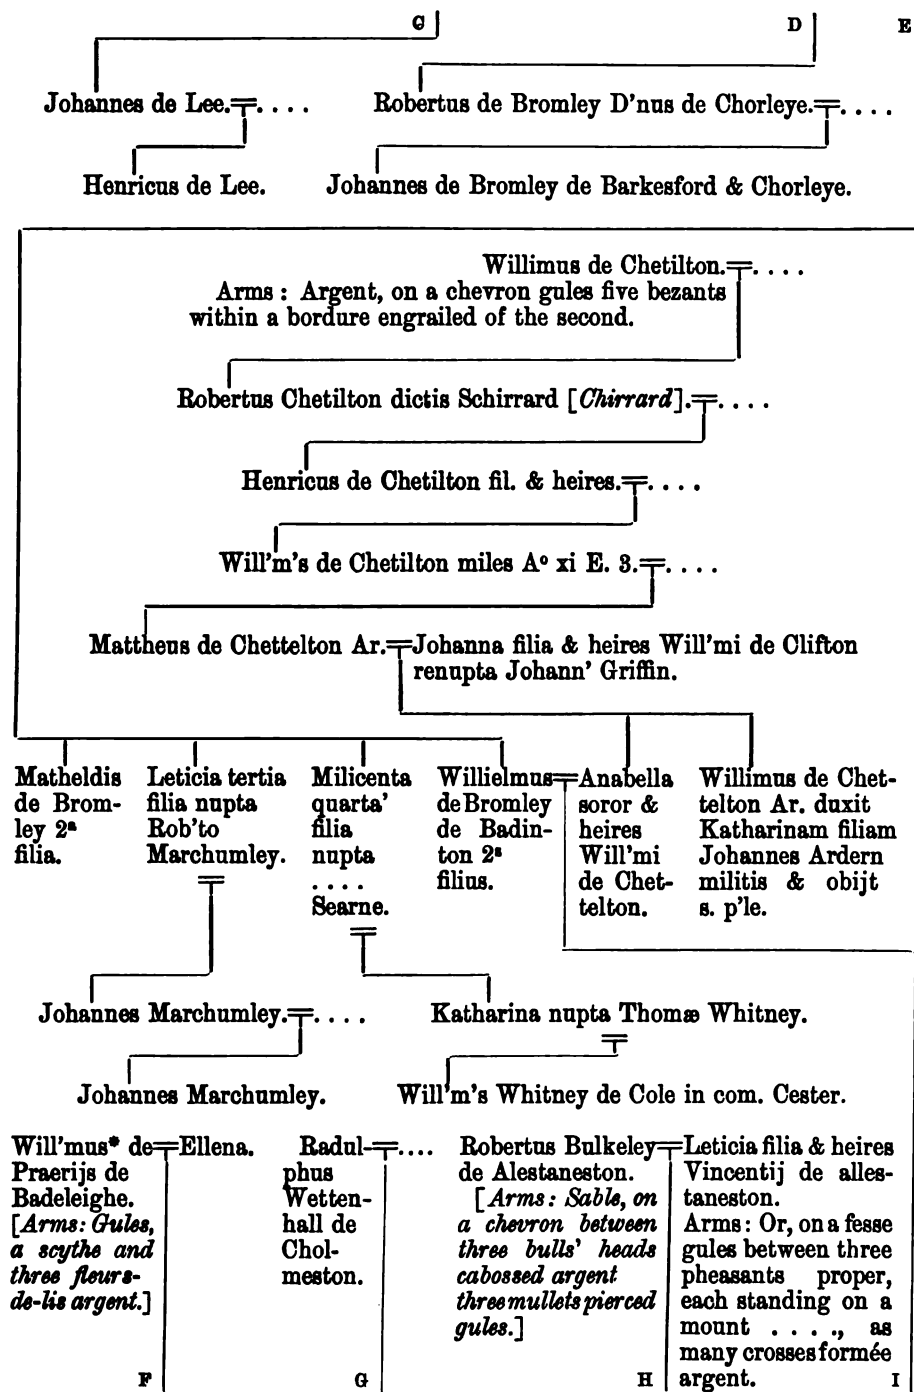 C D E
Johannes de Lee.=.... Robertus de Bromley D'nus de Chorleye.=....
Henricus de Lee. Johannes de Bromley de Barkesford & Chorleye.
Willimus de Chetilton.=....
Arms : Argent, on a chevron gules five bezants
within a bordure engrailed of the second.
Robertus Chetilton dictis Schirrard [Chirrard].=....
Henricus de Chetilton fil. & heires.=....
Will'm's de Chetilton miles Aº xi E. 3.=....
Mattheus de Chettelton Ar.=Johanna filia & heires Will'mi de Clifton
renupta Johann' Griffin.
Matheldis
de Brom-
ley 2ª
filia.
Leticia tertia
filia nupta
Rob'to
Marchumley.
=
Milicenta
quarta'
filia
nupta
....
Searne.
=
Willielmus=
de Bromley
de Badin-
ton 2ˢ
filius.
Anabella
soror &
heires
Will'mi
de Chet-
telton.
Willimus de Chet-
telton Ar. duxit
Katharinam filiam
Johannes Ardern
militis & obijt
s. p'le.
Johannes Marchumley.=.... Katharina nupta Thomæ Whitney.
=
Johannes Marchumley. Will'm's Whitney de Cole in com. Cester.
Will'mus* de=Ellena.
Praerijs de
Badeleighe.
[Arms: Gules,
a scythe and
three fleurs-
de-lis argent.]
F
Radul-=....
phus
Wetten-
hall de
Chol-
meston.
G
Robertus Bulkeley=
de Alestaneston.
[Arms: Sable, on
a chevron between
three bulls' heads
cabossed argent
three mullets pierced
gules.]
H
Leticia filia & heires
Vincentij de alles-
taneston.
Arms: Or, on a fesse
gules between three
pheasants proper,
each standing on a
mount ...., as
many crosses formée
argent. I